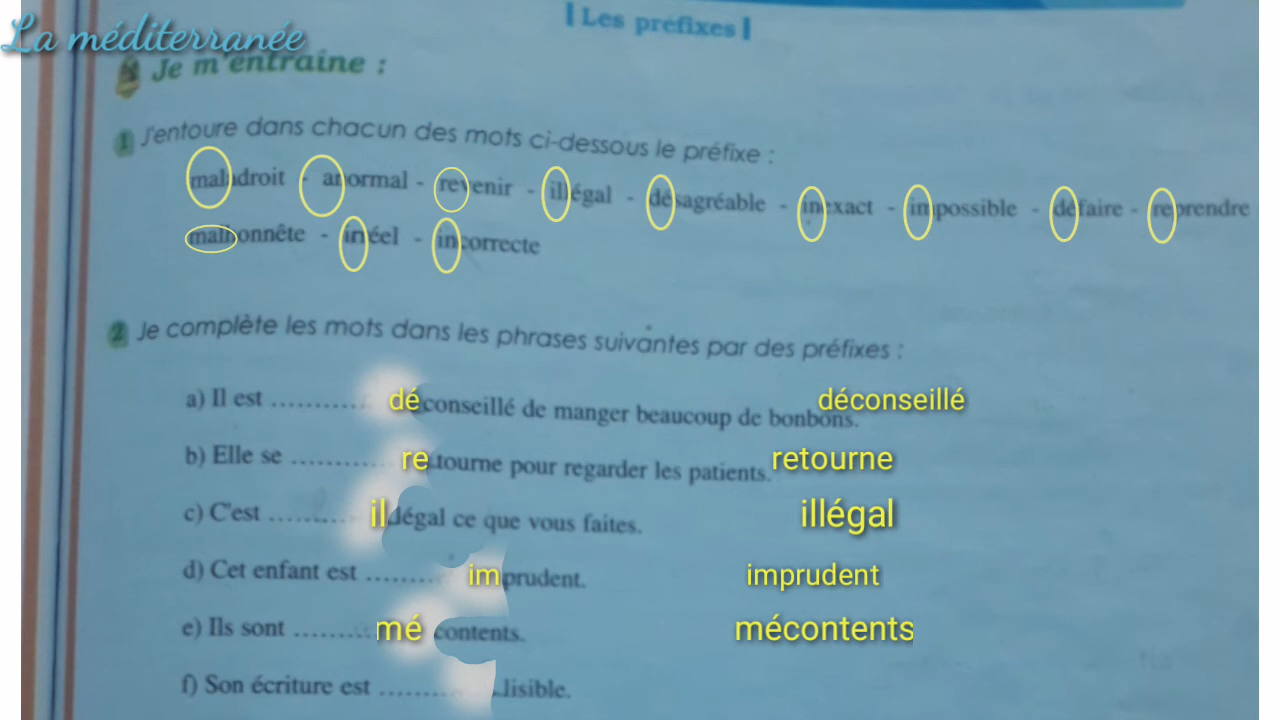 La méditerranée
Les préfixes
Je m'entraîne :
1 J'entoure dans chacun des mots ci-dessous le préfixe :
maladroit - anormal - revenir - illégal - désagréable - inexact - impossible - défaire - reprendre
malhonnête - irréel - incorrecte
2 Je complète les mots dans les phrases suivantes par des préfixes :
a) Il est ............ déconseillé de manger beaucoup de bonbons. déconseillé
b) Elle se ............ retourne pour regarder les patients. retourne
c) C'est ............ illégal ce que vous faites. illégal
d) Cet enfant est ......... imprudent. imprudent
e) Ils sont ......... mécontents. mécontents
f) Son écriture est ......... lisible.